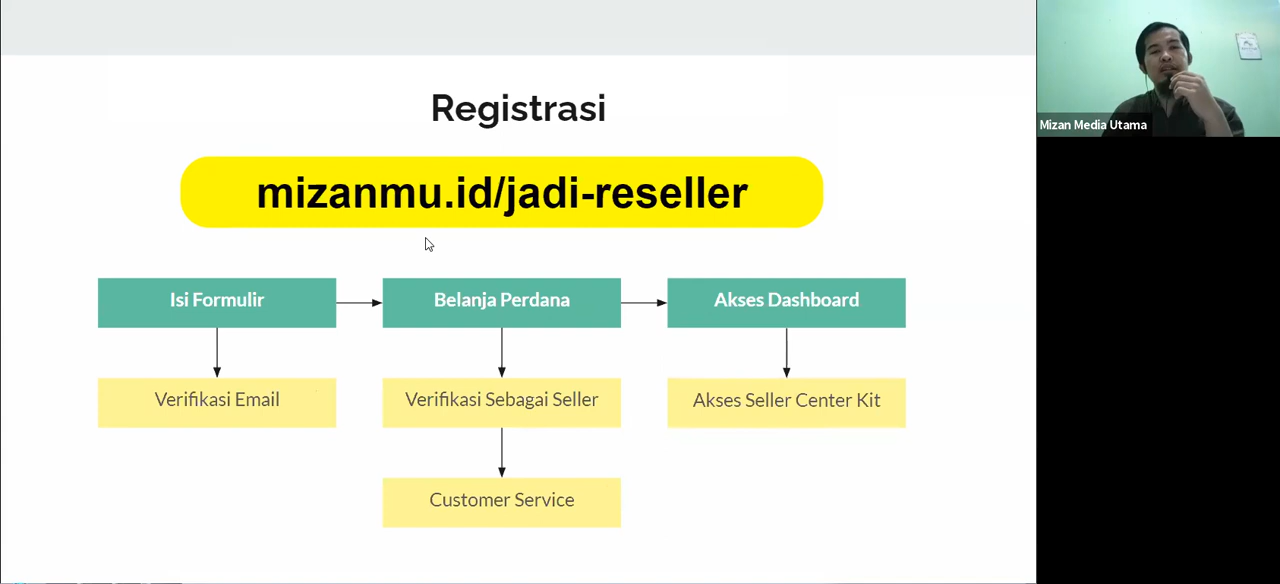 Registrasi
mizanmu.id/jadi-reseller
Isi Formulir
Belanja Perdana
Akses Dashboard
Verifikasi Email
Verifikasi Sebagai Seller
Akses Seller Center Kit
Customer Service
Mizan Media Utama